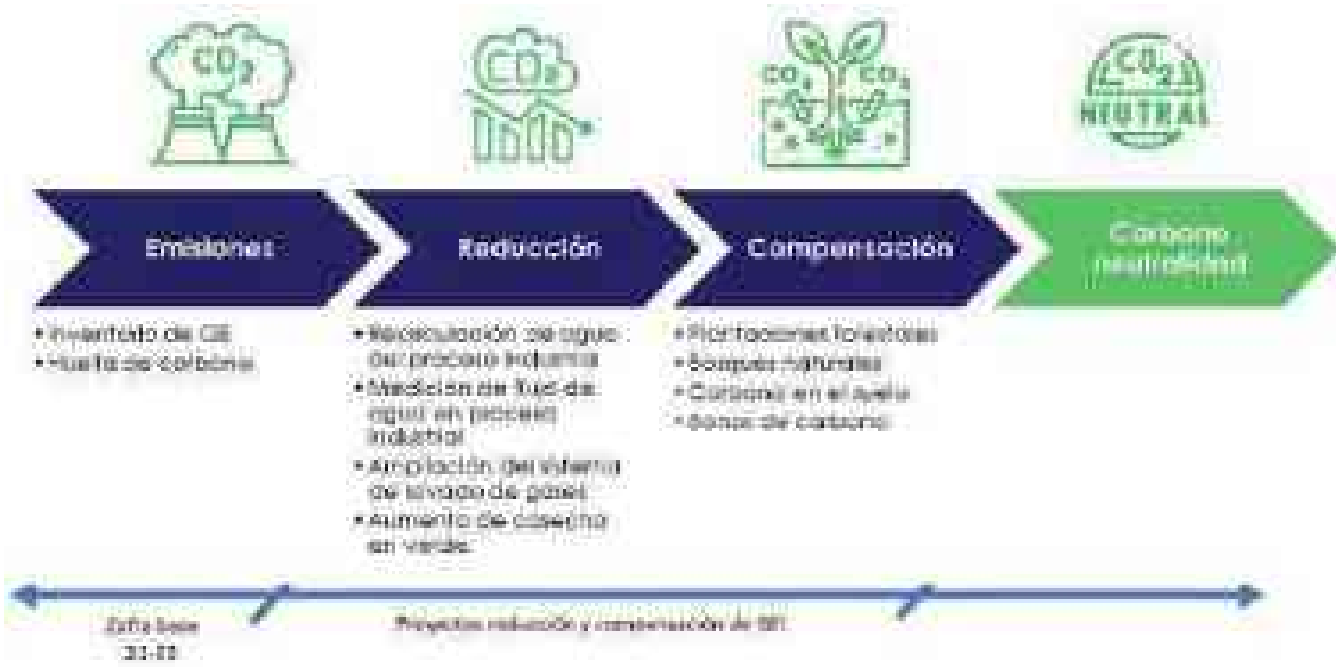 CO2
CO2
CO2 CO2
CO2
NEUTRAL
Emisiones
Reducción
Compensación
Carbono
neutralidad
• Inventario de GEI
• Huella de carbono
• Recirculación de agua
del proceso industrial
• Medición de flujo de
agua en proceso
industrial
• Ampliación del sistema
de lavado de gases
• Aumento de cosecha
en verde
• Plantaciones forestales
• Bosques naturales
• Carbono en el suelo
• Bonos de carbono
Zafra base
Proyectos reducción y compensación de GEI